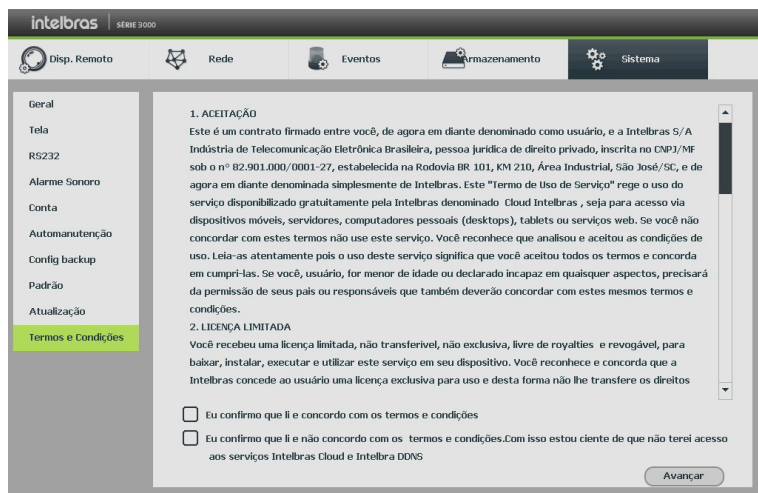 intelbras SÉRIE 3000
Disp. Remoto Rede Eventos Armazenamento Sistema
Geral
Tela
RS232
Alarme Sonoro
Conta
Automanutenção
Config backup
Padrão
Atualização
Termos e Condições
1. ACEITAÇÃO
Este é um contrato firmado entre você, de agora em diante denominado como usuário, e a Intelbras S/A
Indústria de Telecomunicação Eletrônica Brasileira, pessoa jurídica de direito privado, inscrita no CNPJ/MF
sob o nº 82.901.000/0001-27, estabelecida na Rodovia BR 101, KM 210, Área Industrial, São José/SC, e de
agora em diante denominada simplesmente de Intelbras. Este "Termo de Uso de Serviço" rege o uso do
serviço disponibilizado gratuitamente pela Intelbras denominado Cloud Intelbras , seja para acesso via
dispositivos móveis, servidores, computadores pessoais (desktops), tablets ou serviços web. Se você não
concordar com estes termos não use este serviço. Você reconhece que analisou e aceitou as condições de
uso. Leia-as atentamente pois o uso deste serviço significa que você aceitou todos os termos e concorda
em cumpri-las. Se você, usuário, for menor de idade ou declarado incapaz em quaisquer aspectos, precisará
da permissão de seus pais ou responsáveis que também deverão concordar com estes mesmos termos e
condições.
2. LICENÇA LIMITADA
Você recebeu uma licença limitada, não transferivel, não exclusiva, livre de royalties e revogável, para
baixar, instalar, executar e utilizar este serviço em seu dispositivo. Você reconhece e concorda que a
Intelbras concede ao usuário uma licença exclusiva para uso e desta forma não lhe transfere os direitos
Eu confirmo que li e concordo com os termos e condições
Eu confirmo que li e não concordo com os termos e condições.Com isso estou ciente de que não terei acesso
aos serviços Intelbras Cloud e Intelbra DDNS
Avançar